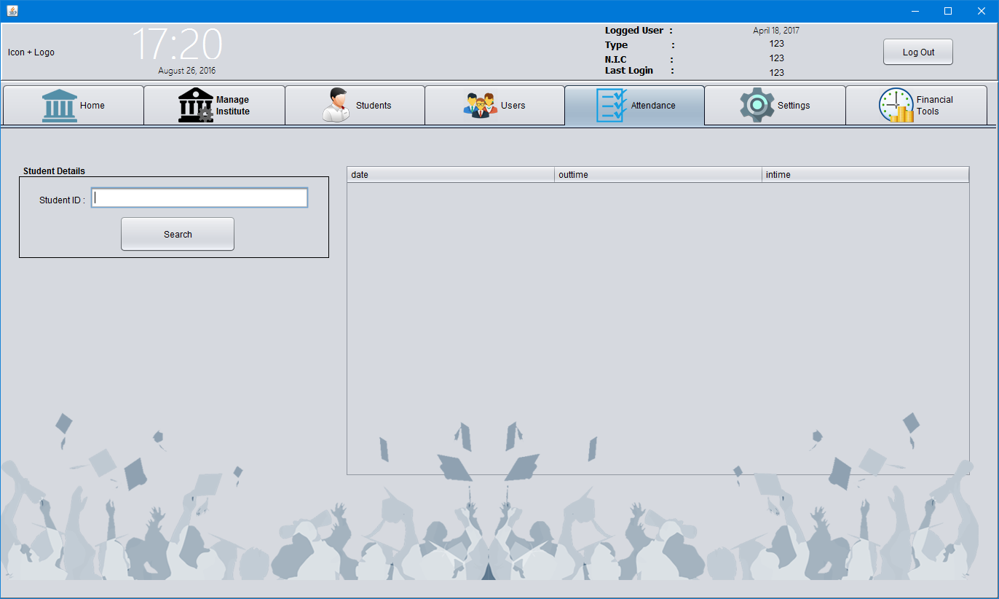 Icon + Logo
17:20
August 26, 2016
Logged User :
April 18, 2017
Type :
123
N.I.C :
123
Last Login :
123
Log Out
Home
Manage
Institute
Students
Users
Attendance
Settings
Financial
Tools
Student Details
Student ID :
Search
date
outtime
intime